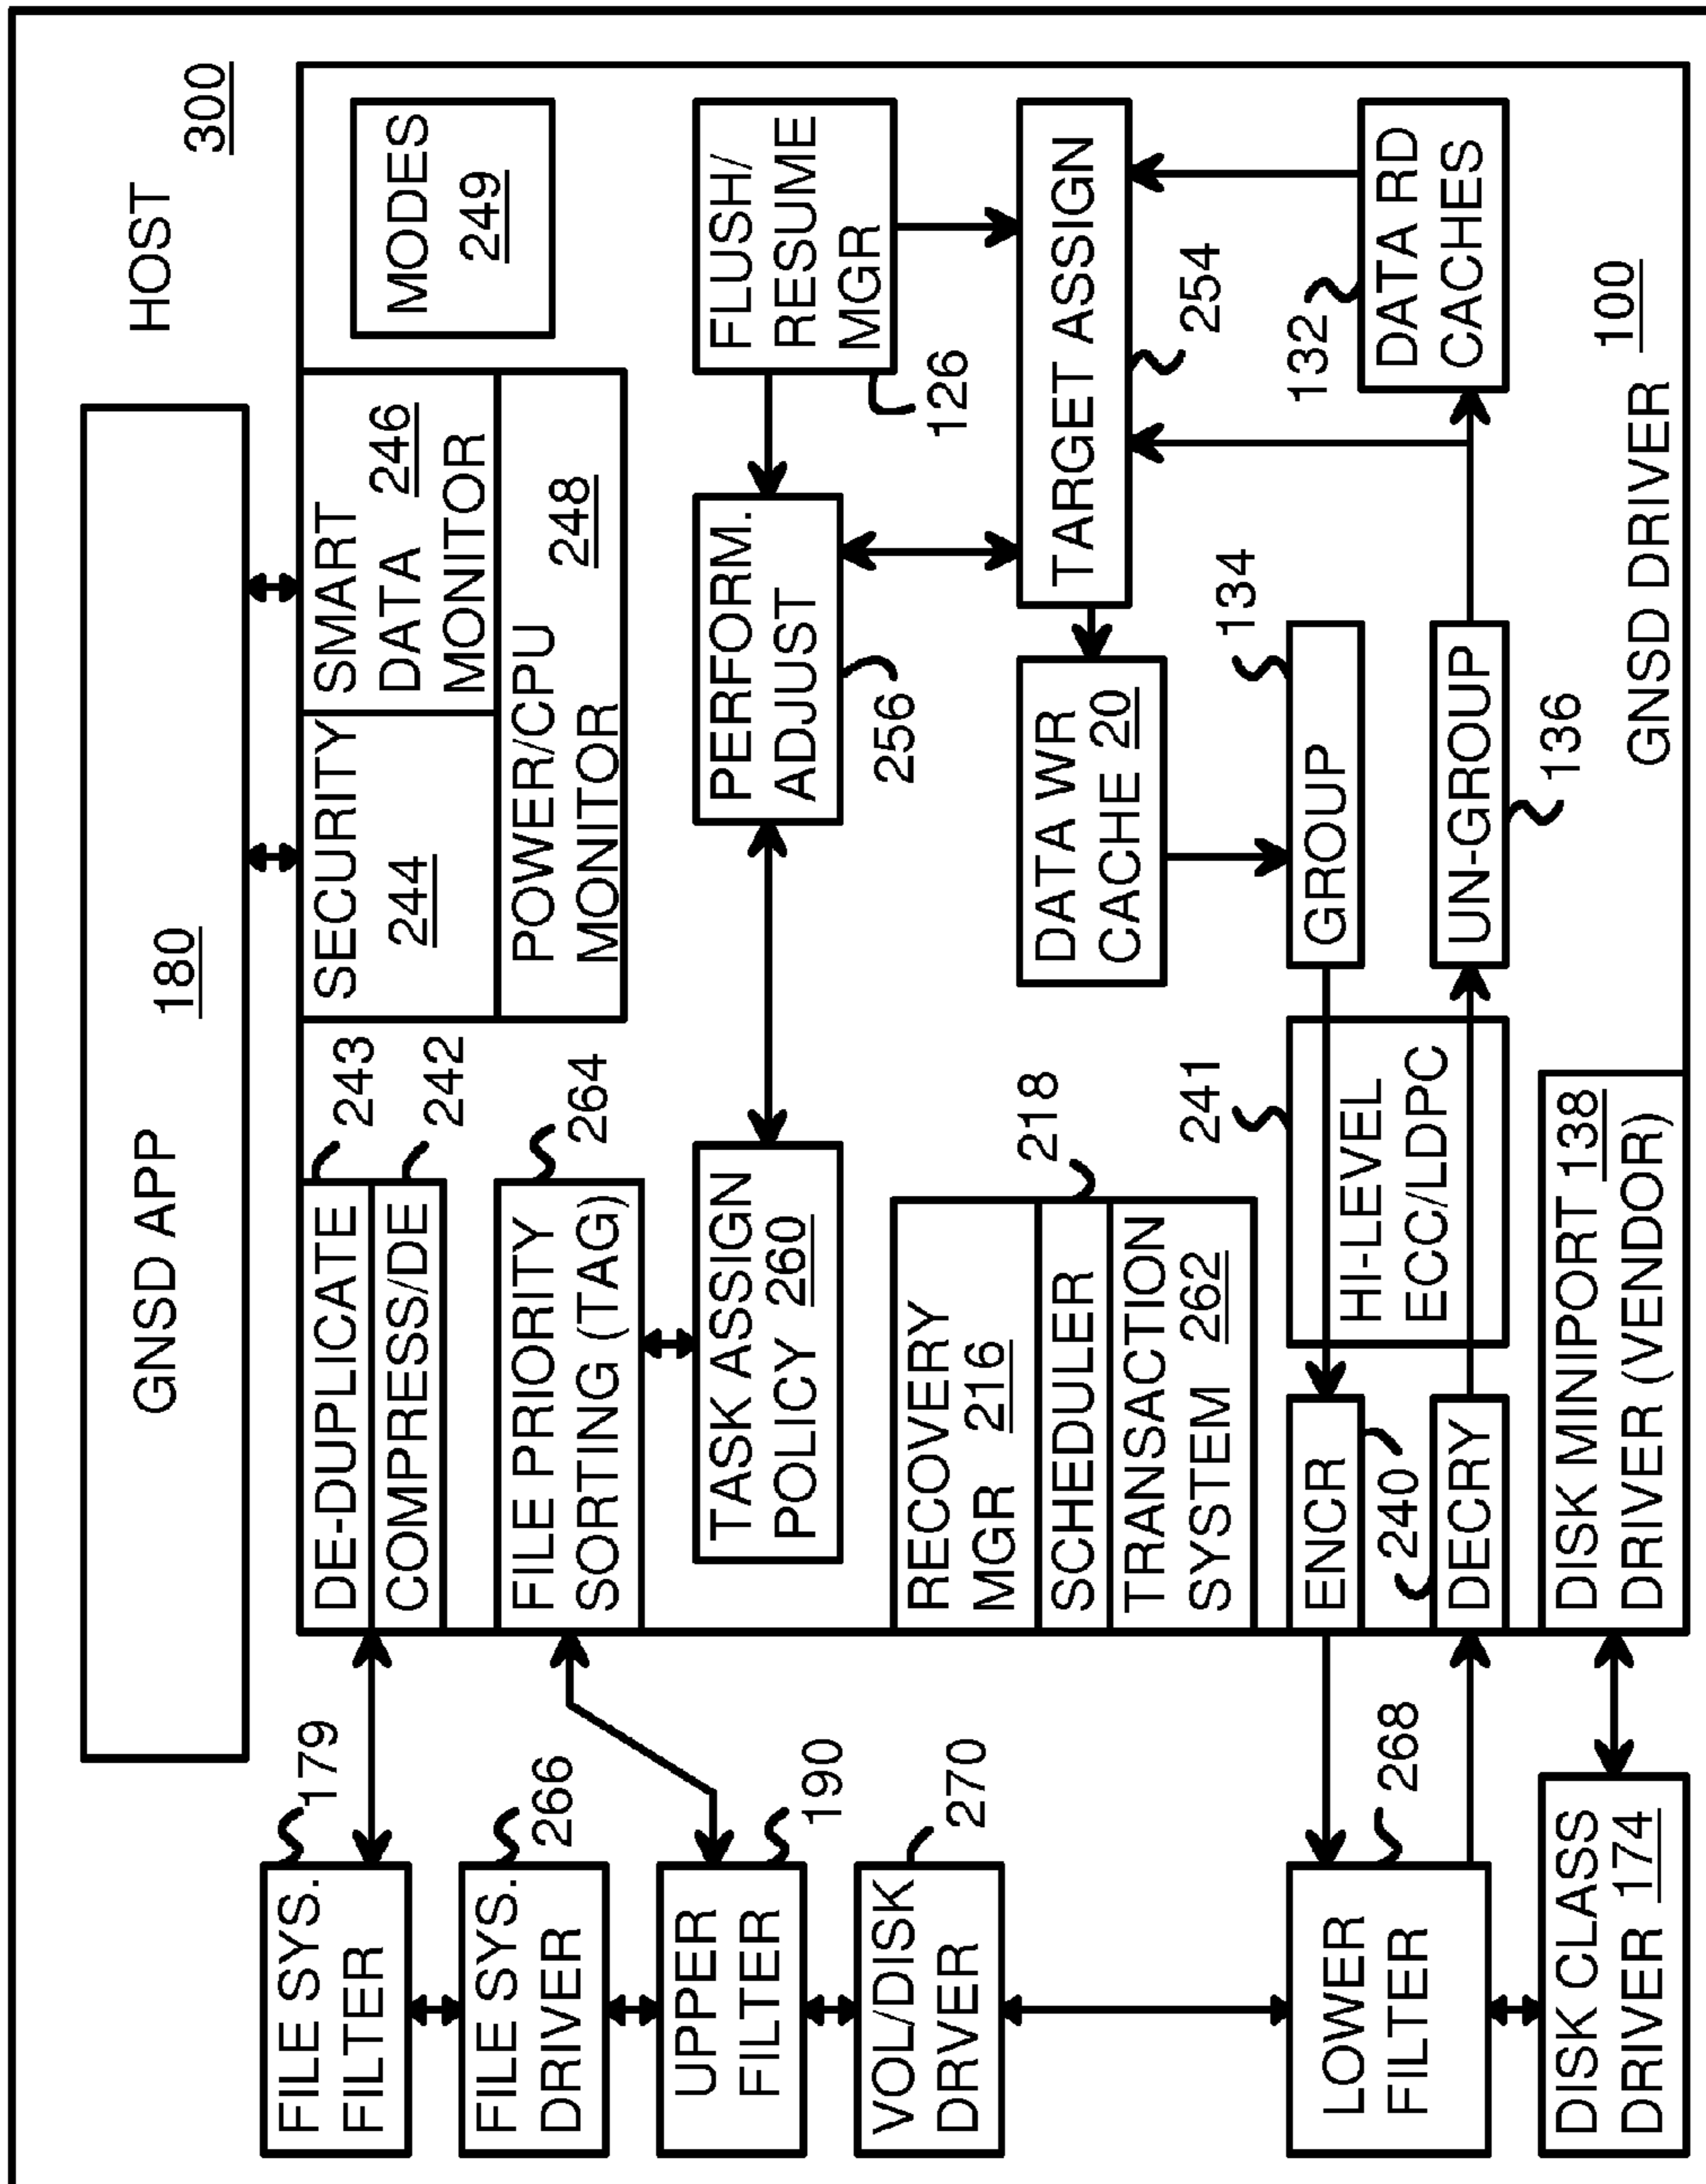 HOST
300
GNSD APP
180
FILE SYS.
FILTER
179
FILE SYS.
DRIVER
266
UPPER
FILTER
190
VOL/DISK
DRVER
270
LOWER
FILTER
268
DISK CLASS
DRIVER 174
DE-DUPLICATE
243
COMPRESS/DE
242
FILE PRIORITY
SORTING (TAG)
264
TASK ASSIGN
POLICY 260
SECURITY
244
SMART
DATA 246
MONITOR
POWER/CPU
MONITOR
248
MODES
249
PERFORM.
ADJUST
256
FLUSH/
RESUME
MGR
126
RECOVERY
MGR 216
SCHEDULER
218
TRANSACTION
SYSTEM 262
TARGET ASSIGN
254
DATA WR
CACHE 20
GROUP
134
UN-GROUP
136
DATA RD
CACHES
132
HI-LEVEL
ECC/LDPC
241
ENCR
240
DECRY
DISK MINIPORT 138
DRIVER (VENDOR)
GNSD DRIVER
100